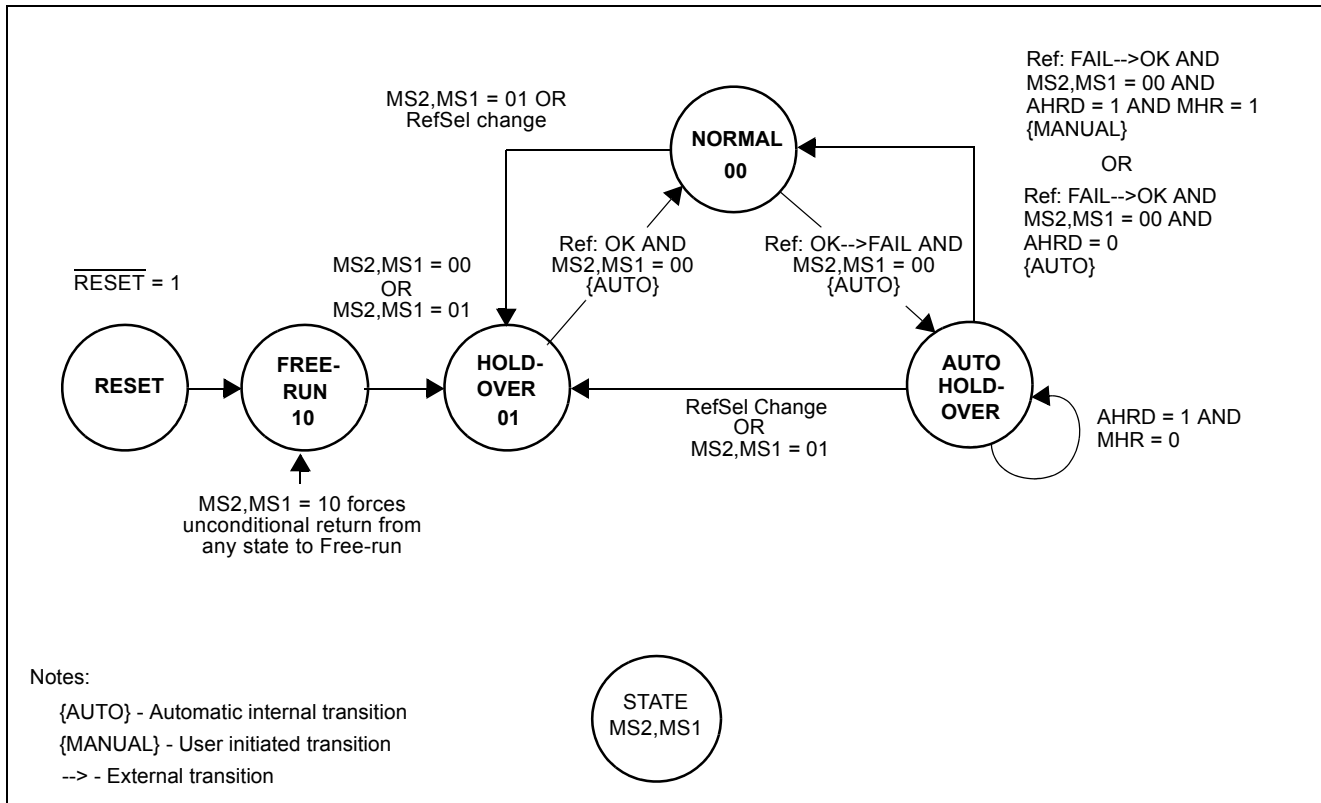 Ref: FAIL-->OK AND
MS2,MS1 = 00 AND
AHRD = 1 AND MHR = 1
{MANUAL}
OR
Ref: FAIL-->OK AND
MS2,MS1 = 00 AND
AHRD = 0
{AUTO}
MS2,MS1 = 01 OR
RefSel change
NORMAL
00
Ref: OK AND
MS2,MS1 = 00
{AUTO}
Ref: OK-->FAIL AND
MS2,MS1 = 00
{AUTO}
RESET = 1
MS2,MS1 = 00
OR
MS2,MS1 = 01
RESET
FREE-
RUN
10
HOLD-
OVER
01
AUTO
HOLD-
OVER
RefSel Change
OR
MS2,MS1 = 01
AHRD = 1 AND
MHR = 0
MS2,MS1 = 10 forces
unconditional return from
any state to Free-run
Notes:
{AUTO} - Automatic internal transition
{MANUAL} - User initiated transition
--> - External transition
STATE
MS2,MS1